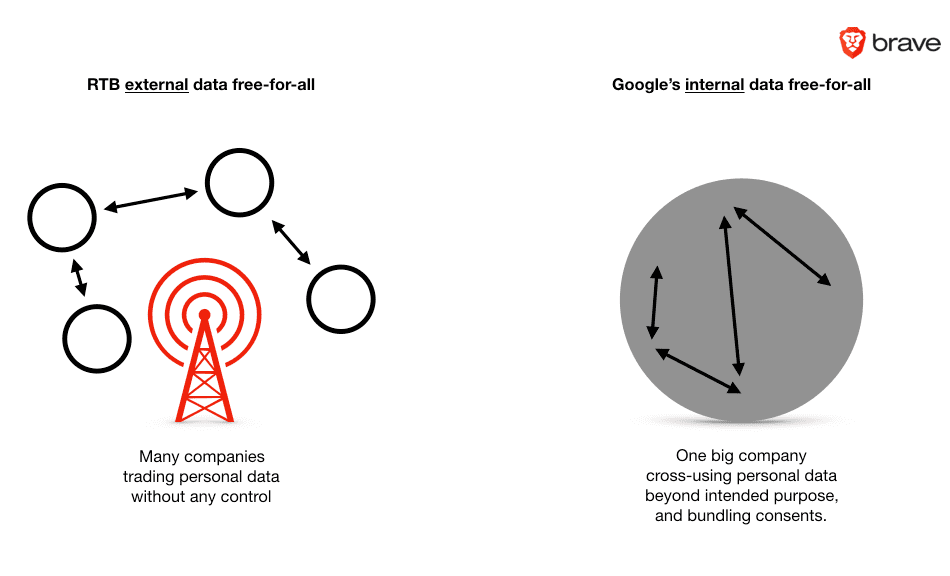 brave
RTB external data free-for-all
Google's internal data free-for-all
Many companies
trading personal data
without any control
One big company
cross-using personal data
beyond intended purpose,
and bundling consents.